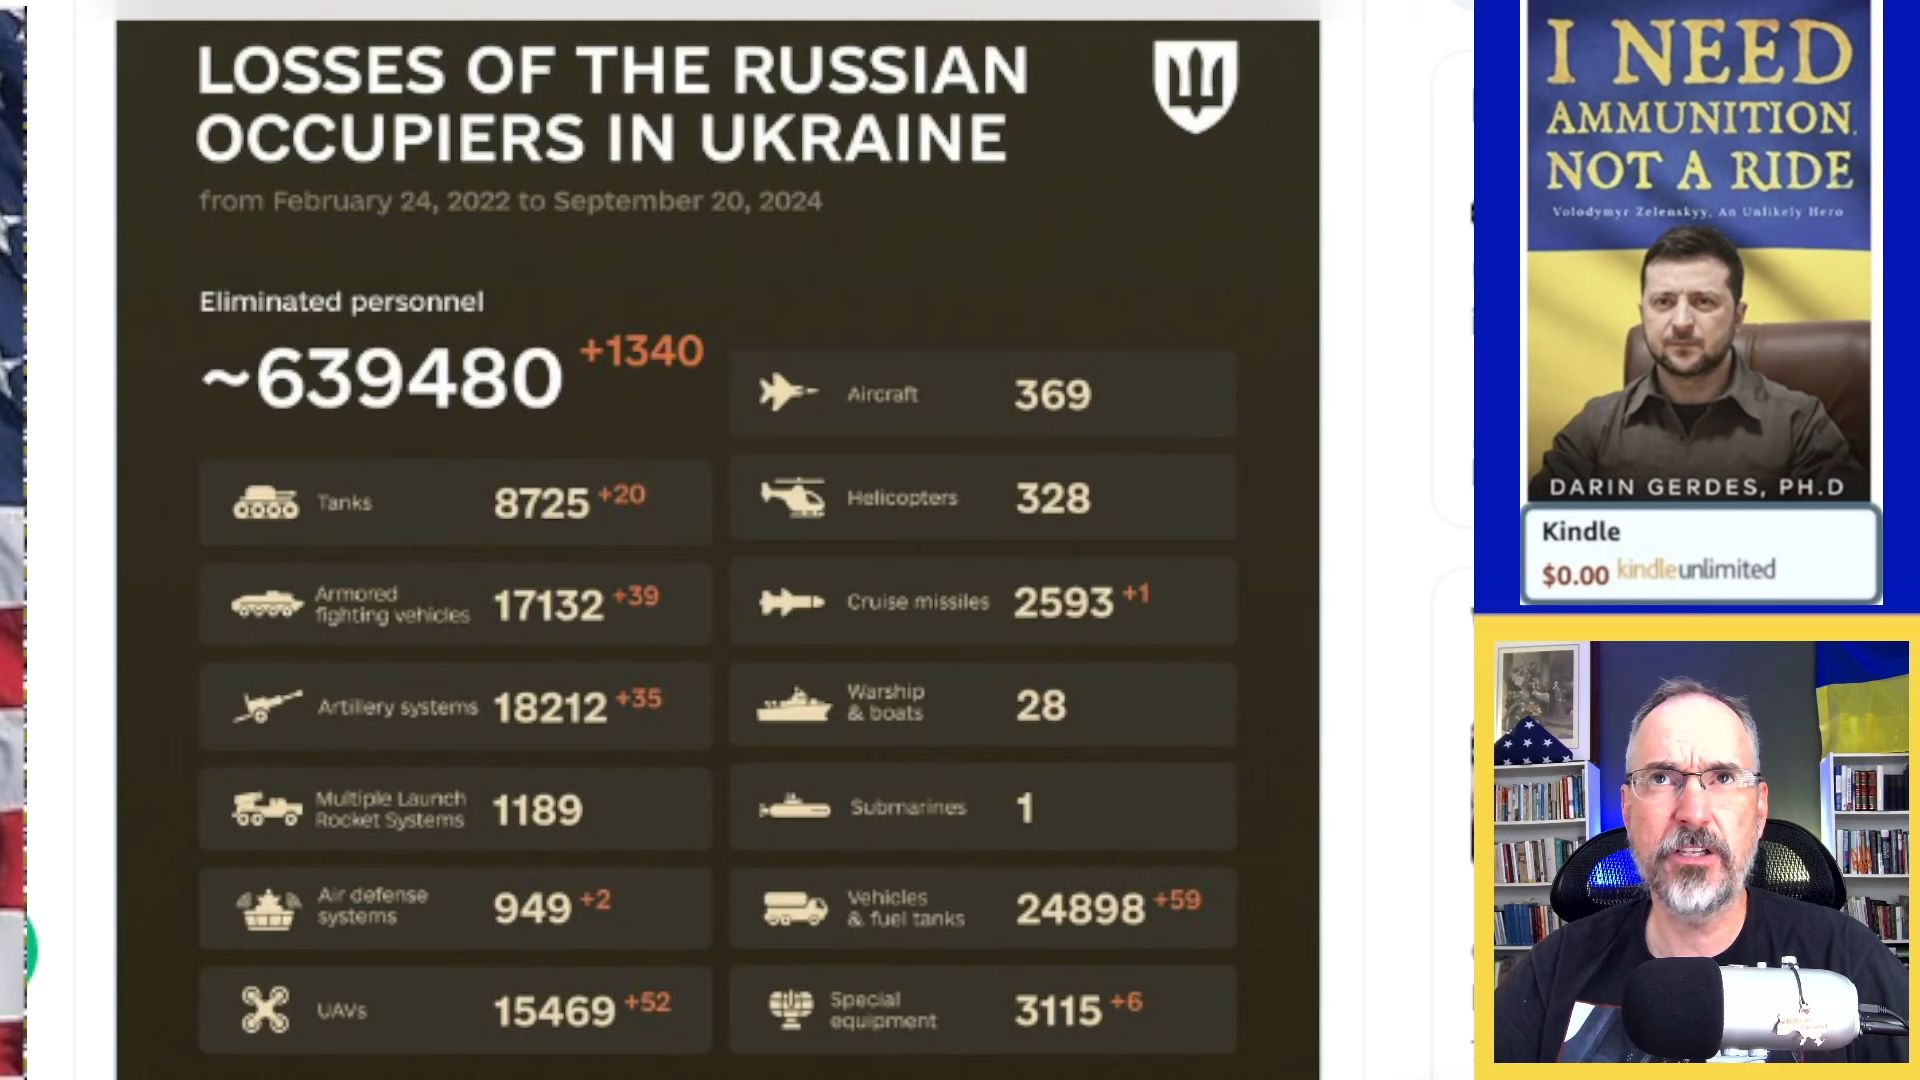 LOSSES OF THE RUSSIAN
OCCUPIERS IN UKRAINE
from February 24, 2022 to September 20, 2024
Eliminated personnel
~639480 +1340
Tanks 8725 +20
Armored
fighting vehicles 17132 +39
Artillery systems 18212 +35
Multiple Launch
Rocket Systems 1189
Air defense
systems 949 +2
UAVs 15469 +52
Aircraft 369
Helicopters 328
Cruise missiles 2593 +1
Warship
& boats 28
Submarines 1
Vehicles
& fuel tanks 24898 +59
Special
equipment 3115 +6
I NEED
AMMUNITION,
NOT A RIDE
Volodymyr Zelenskyy, An Unlikely Hero
DARIN GERDES, PH.D
Kindle
$0.00 kindleunlimited